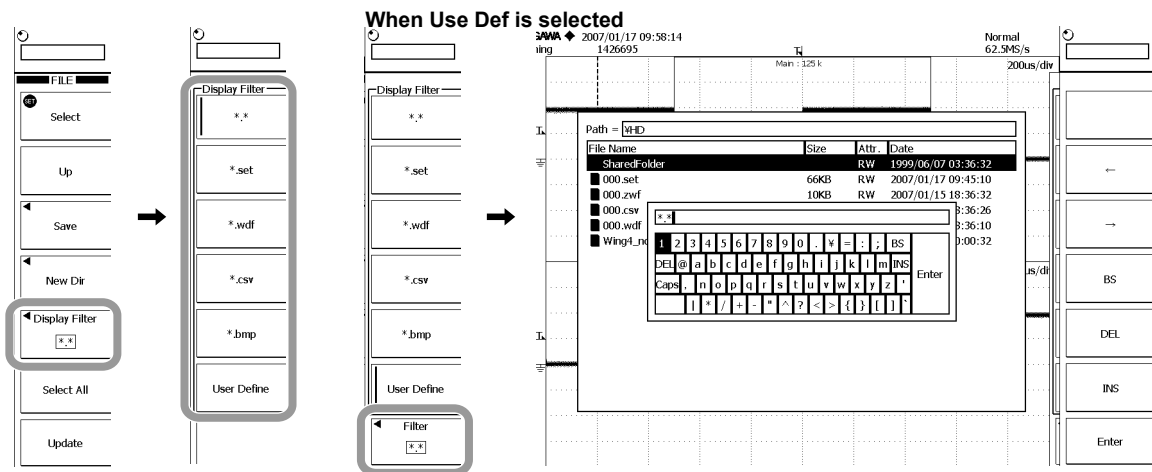 When Use Def is selected
FILE
SET
Select
Up
Save
New Dir
Display Filter
*.*
Select All
Update
Display Filter
*.*
*.set
*.wdf
*.csv
*.bmp
User Define
Display Filter
*.*
*.set
*.wdf
*.csv
*.bmp
User Define
Filter
*.*
GAWA ◆ 2007/01/17 09:58:14
ning 1426695
Normal
62.5MS/s
Main : 125 k
200us/div
Path = ¥HD
File Name Size Attr. Date
SharedFolder RW 1999/06/07 03:36:32
000.set 66KB RW 2007/01/17 09:45:10
000.zwf 10KB RW 2007/01/15 18:36:32
000.csv 8:36:26
000.wdf 8:36:10
Wing4_no 0:00:32
*.*
1 2 3 4 5 6 7 8 9 0 . ¥ = : ; BS
DEL @ a b c d e f g h i j k l m INS
Caps , n o p q r s t u v w x y z '
| * / + - " ^ ? < > { } [ ] `
Enter
us/div
←
→
BS
DEL
INS
Enter